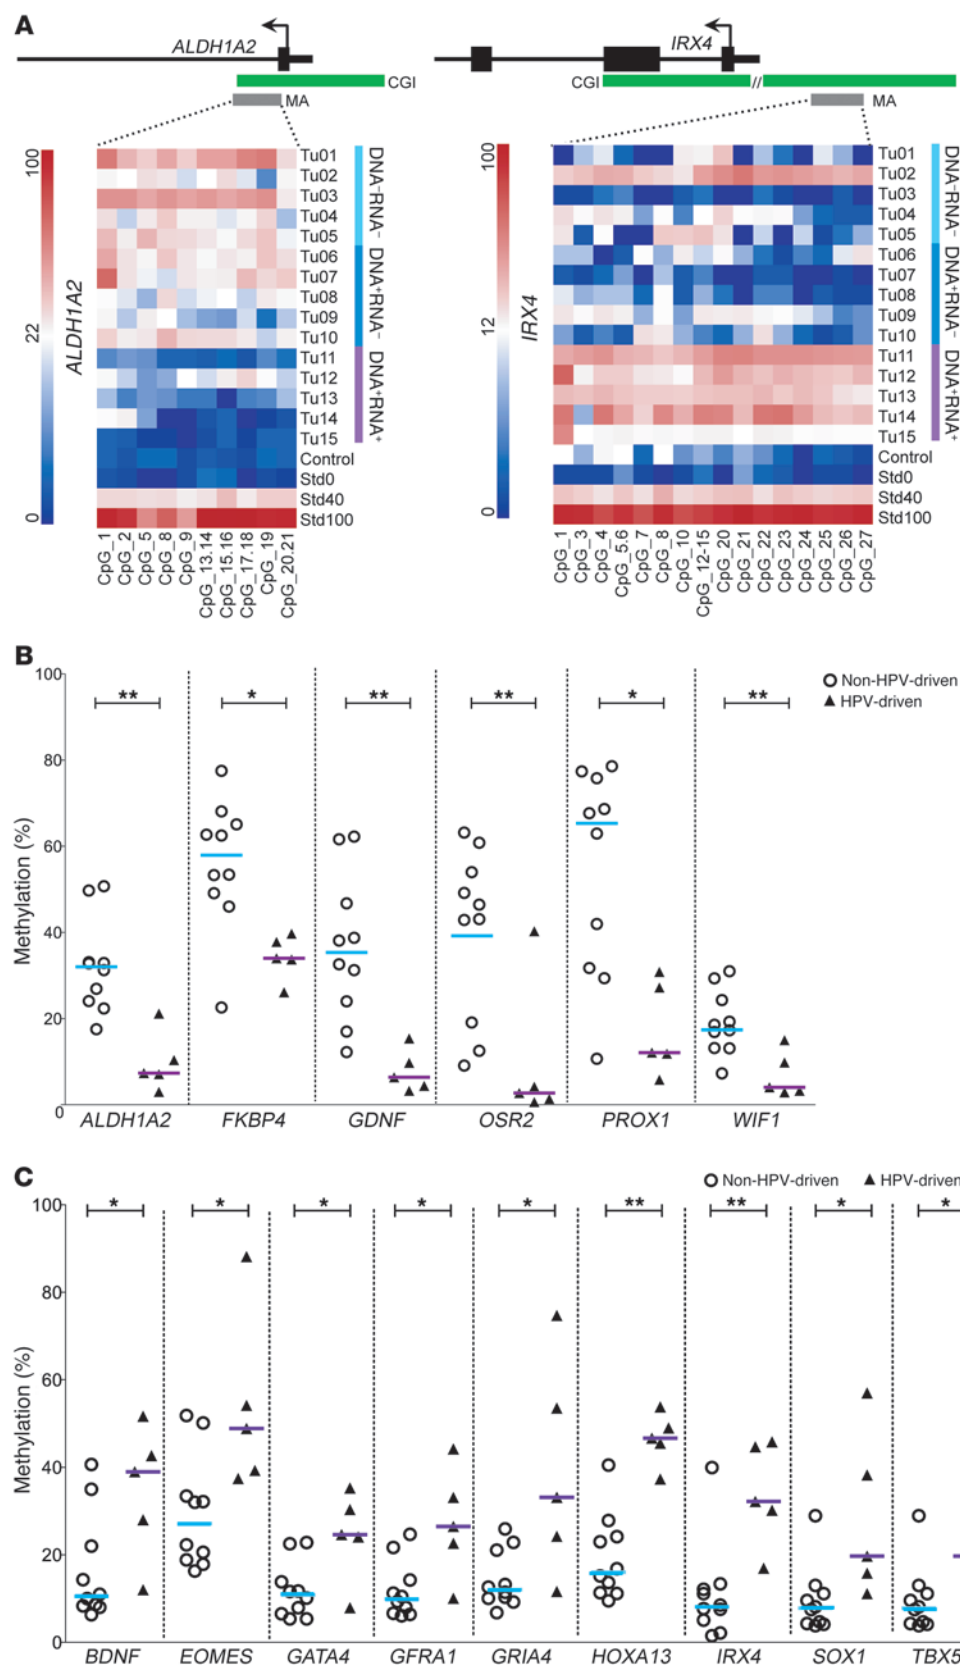 A
ALDH1A2
IRX4
CGI
CGI
//
MA
MA
100
22
0
ALDH1A2
Tu01
Tu02
Tu03
Tu04
Tu05
Tu06
Tu07
Tu08
Tu09
Tu10
Tu11
Tu12
Tu13
Tu14
Tu15
Control
Std0
Std40
Std100
DNA⁻RNA⁻
DNA⁺RNA⁻
DNA⁺RNA⁺
CpG_1
CpG_2
CpG_5
CpG_8
CpG_9
CpG_13.14
CpG_15.16
CpG_17.18
CpG_19
CpG_20.21
100
12
0
IRX4
Tu01
Tu02
Tu03
Tu04
Tu05
Tu06
Tu07
Tu08
Tu09
Tu10
Tu11
Tu12
Tu13
Tu14
Tu15
Control
Std0
Std40
Std100
DNA⁻RNA⁻
DNA⁺RNA⁻
DNA⁺RNA⁺
CpG_1
CpG_3
CpG_4
CpG_5.6
CpG_7
CpG_8
CpG_10
CpG_12-15
CpG_20
CpG_21
CpG_22
CpG_23
CpG_24
CpG_25
CpG_26
CpG_27
B
Methylation (%)
100
80
60
40
20
0
** * ** ** * **
Non-HPV-driven
HPV-driven
ALDH1A2 FKBP4 GDNF OSR2 PROX1 WIF1
C
Non-HPV-driven HPV-driven
Methylation (%)
100
80
60
40
20
0
* * * * * ** ** * *
BDNF EOMES GATA4 GFRA1 GRIA4 HOXA13 IRX4 SOX1 TBX5